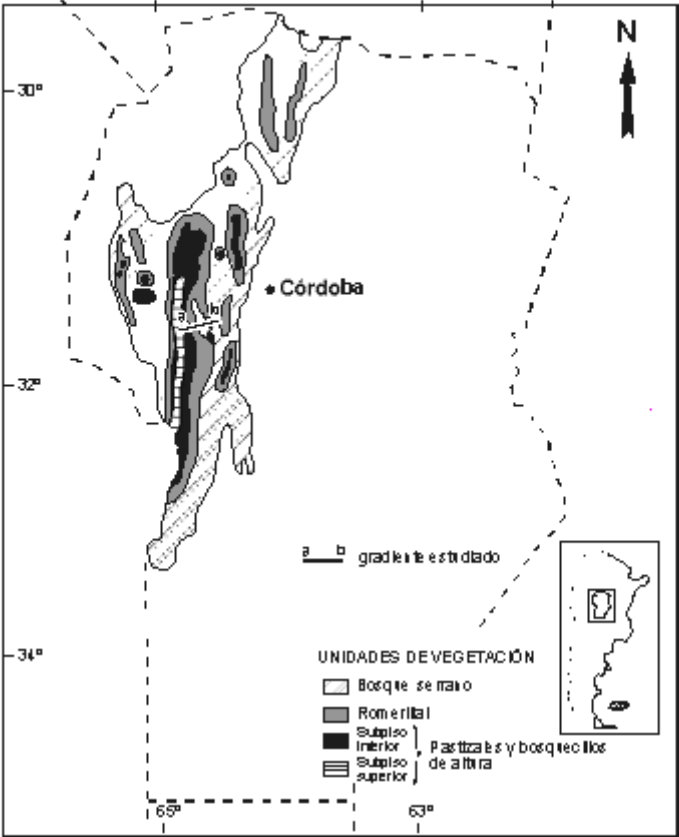 N
30°
a b
Córdoba
32°
a b gradiente estudiado
34°
UNIDADES DE VEGETACIÓN
Bosque serrano
Romerillal
Subpiso inferior
Pastizales y bosquecillos de altura
Subpiso superior
65° 63°